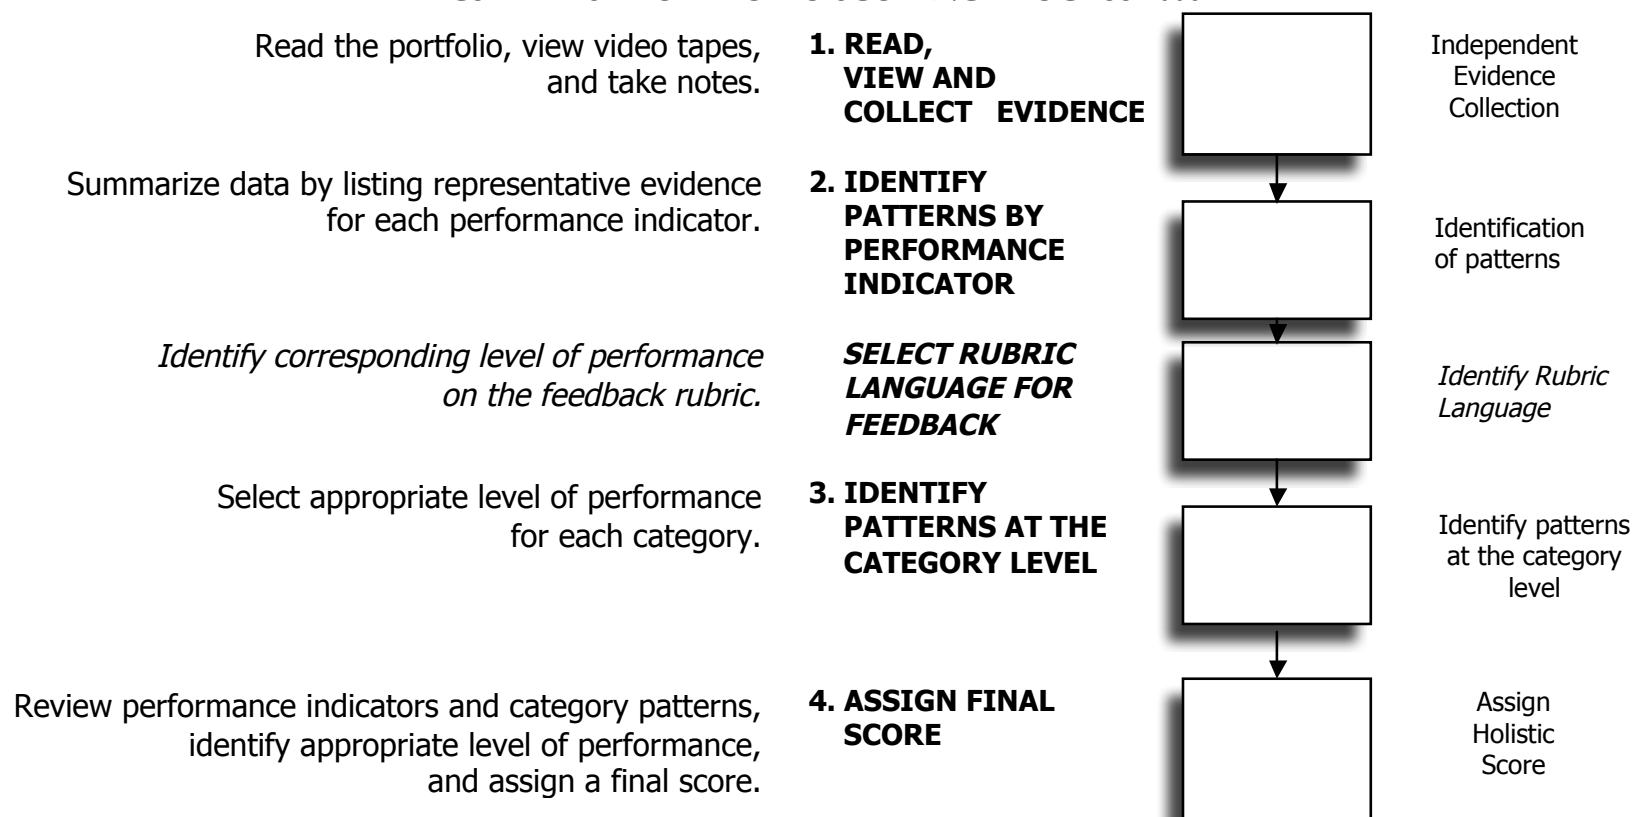 Read the portfolio, view video tapes,
and take notes.
1. READ,
VIEW AND
COLLECT EVIDENCE
Independent
Evidence
Collection
Summarize data by listing representative evidence
for each performance indicator.
2. IDENTIFY
PATTERNS BY
PERFORMANCE
INDICATOR
Identification
of patterns
Identify corresponding level of performance
on the feedback rubric.
SELECT RUBRIC
LANGUAGE FOR
FEEDBACK
Identify Rubric
Language
Select appropriate level of performance
for each category.
3. IDENTIFY
PATTERNS AT THE
CATEGORY LEVEL
Identify patterns
at the category
level
Review performance indicators and category patterns,
identify appropriate level of performance,
and assign a final score.
4. ASSIGN FINAL
SCORE
Assign
Holistic
Score